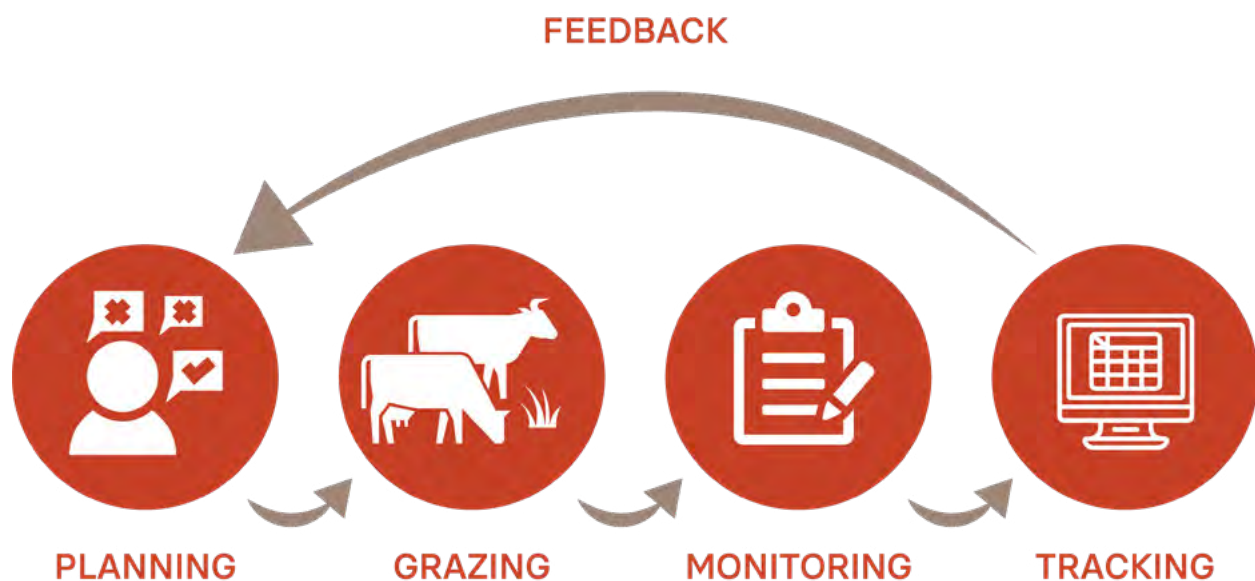 FEEDBACK
PLANNING
GRAZING
MONITORING
TRACKING